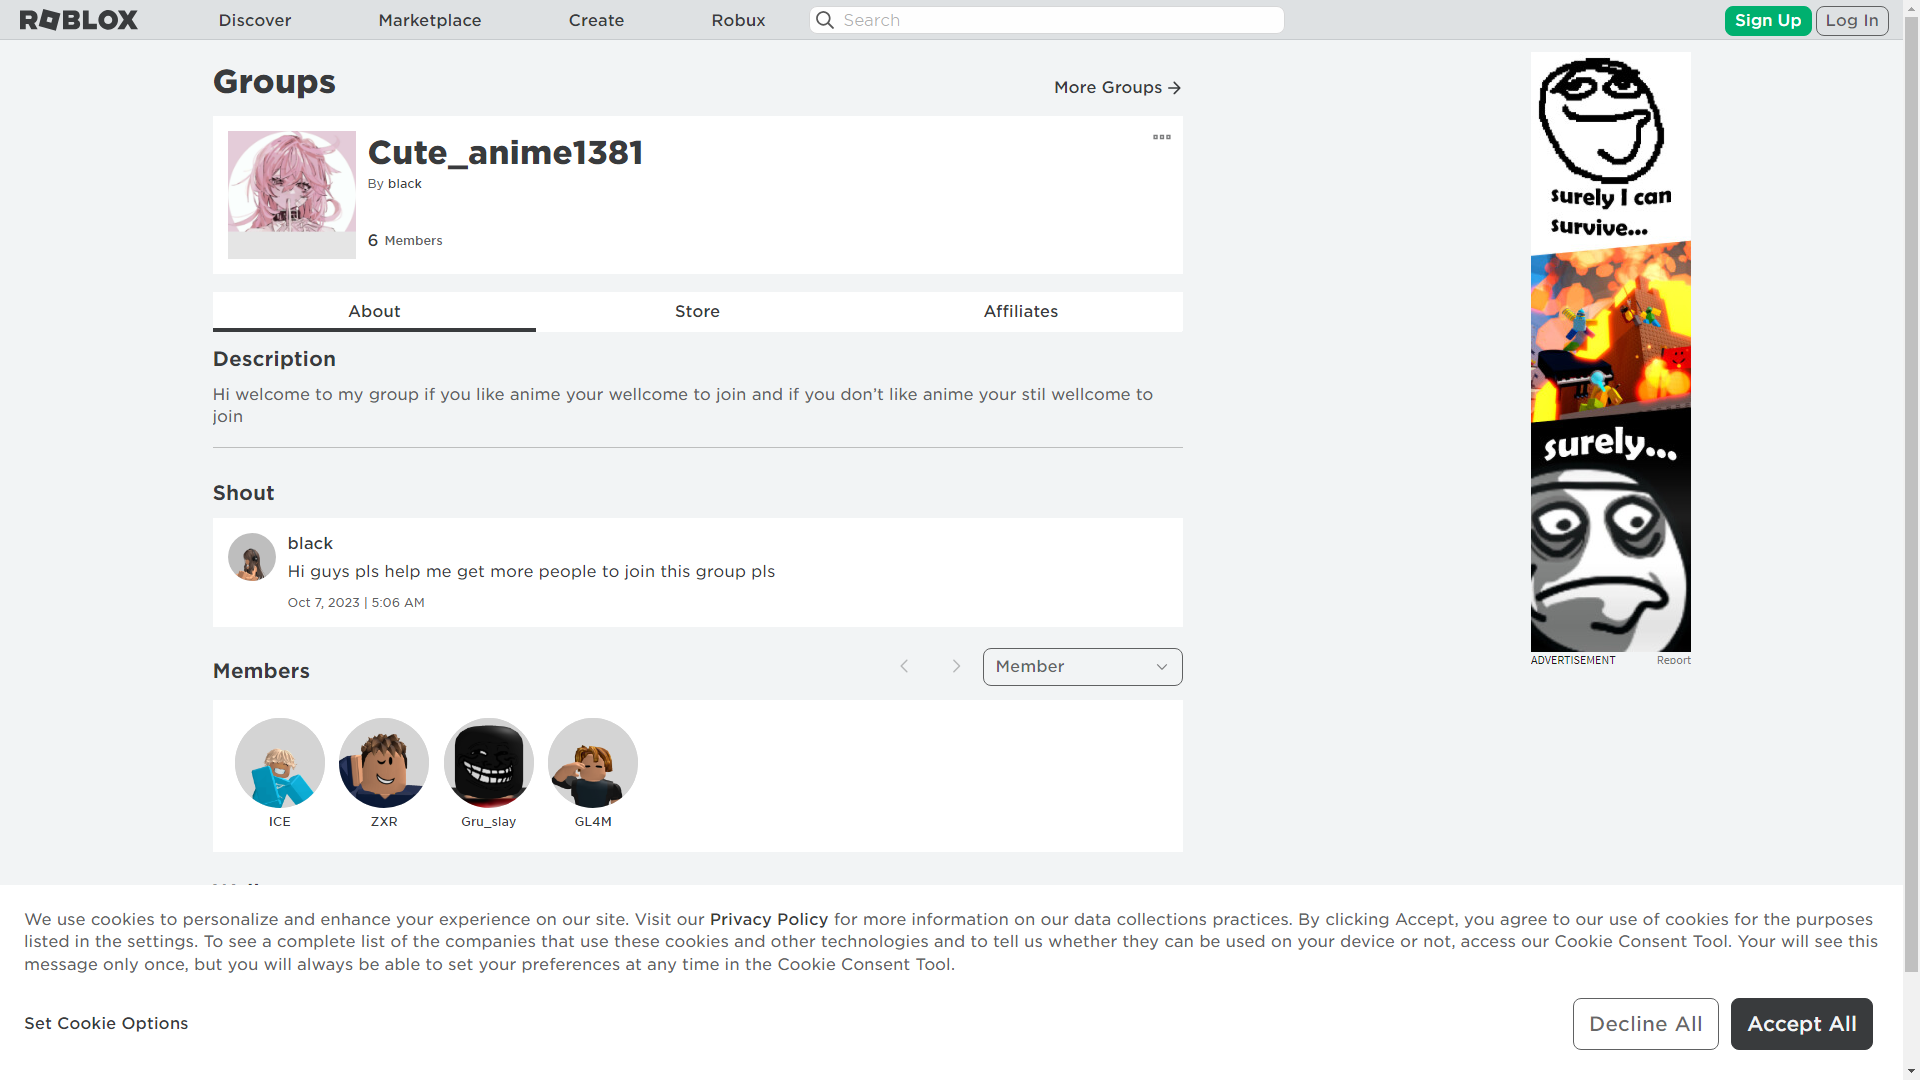 ROBLOX
Discover
Marketplace
Create
Robux
Search
Sign Up
Log In
Groups
More Groups
Cute_anime1381
By black
6 Members
About
Store
Affiliates
Description
Hi welcome to my group if you like anime your wellcome to join and if you don’t like anime your stil wellcome to
join
Shout
black
Hi guys pls help me get more people to join this group pls
Oct 7, 2023 | 5:06 AM
Members
Member
ICE
ZXR
Gru_slay
GL4M
surely I can
survive...
surely...
ADVERTISEMENT
Report
We use cookies to personalize and enhance your experience on our site. Visit our Privacy Policy for more information on our data collections practices. By clicking Accept, you agree to our use of cookies for the purposes
listed in the settings. To see a complete list of the companies that use these cookies and other technologies and to tell us whether they can be used on your device or not, access our Cookie Consent Tool. Your will see this
message only once, but you will always be able to set your preferences at any time in the Cookie Consent Tool.
Set Cookie Options
Decline All
Accept All